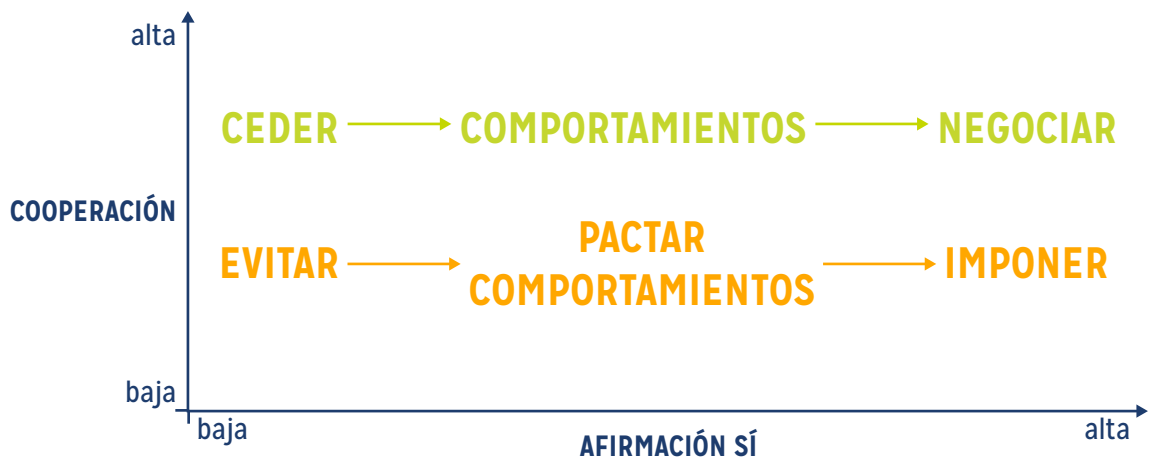 alta
CEDER COMPORTAMIENTOS NEGOCIAR
COOPERACIÓN
EVITAR PACTAR COMPORTAMIENTOS IMPONER
baja
baja alta
AFIRMACIÓN SÍ